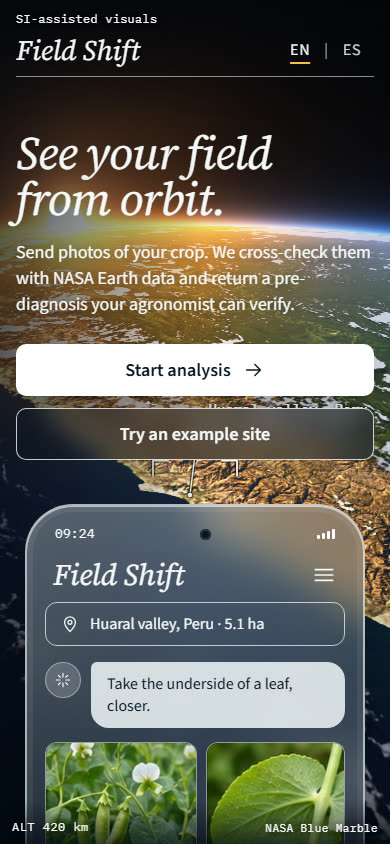 SI-assisted visuals
Field Shift
EN | ES
See your field
from orbit.
Send photos of your crop. We cross-check them
with NASA Earth data and return a pre-
diagnosis your agronomist can verify.
Start analysis →
Try an example site
09:24
Field Shift
Huaral valley, Peru · 5.1 ha
Take the underside of a leaf,
closer.
ALT 420 km
NASA Blue Marble